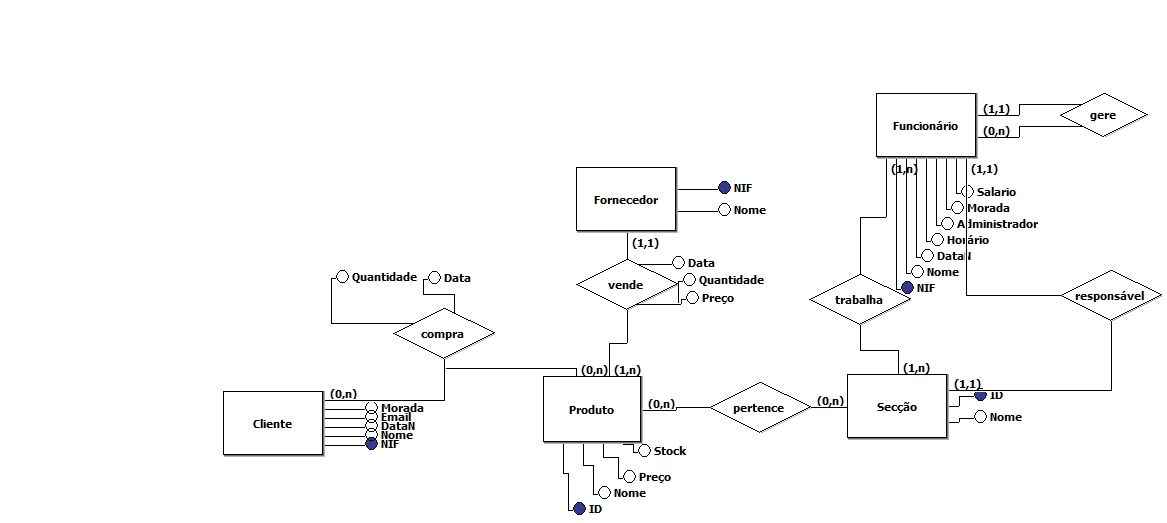 (1,1)
gere
Funcionário
(0,n)
(1,n)
(1,1)
Salario
Morada
Administrador
Horário
DataN
Nome
NIF
Fornecedor
NIF
Nome
(1,1)
Data
vende
Quantidade
Preço
trabalha
responsável
Quantidade
Data
compra
(0,n)
(1,n)
(1,n)
(1,1)
ID
Cliente
(0,n)
Morada
Email
DataN
Nome
NIF
Produto
(0,n)
pertence
(0,n)
Secção
Nome
Stock
Preço
Nome
ID